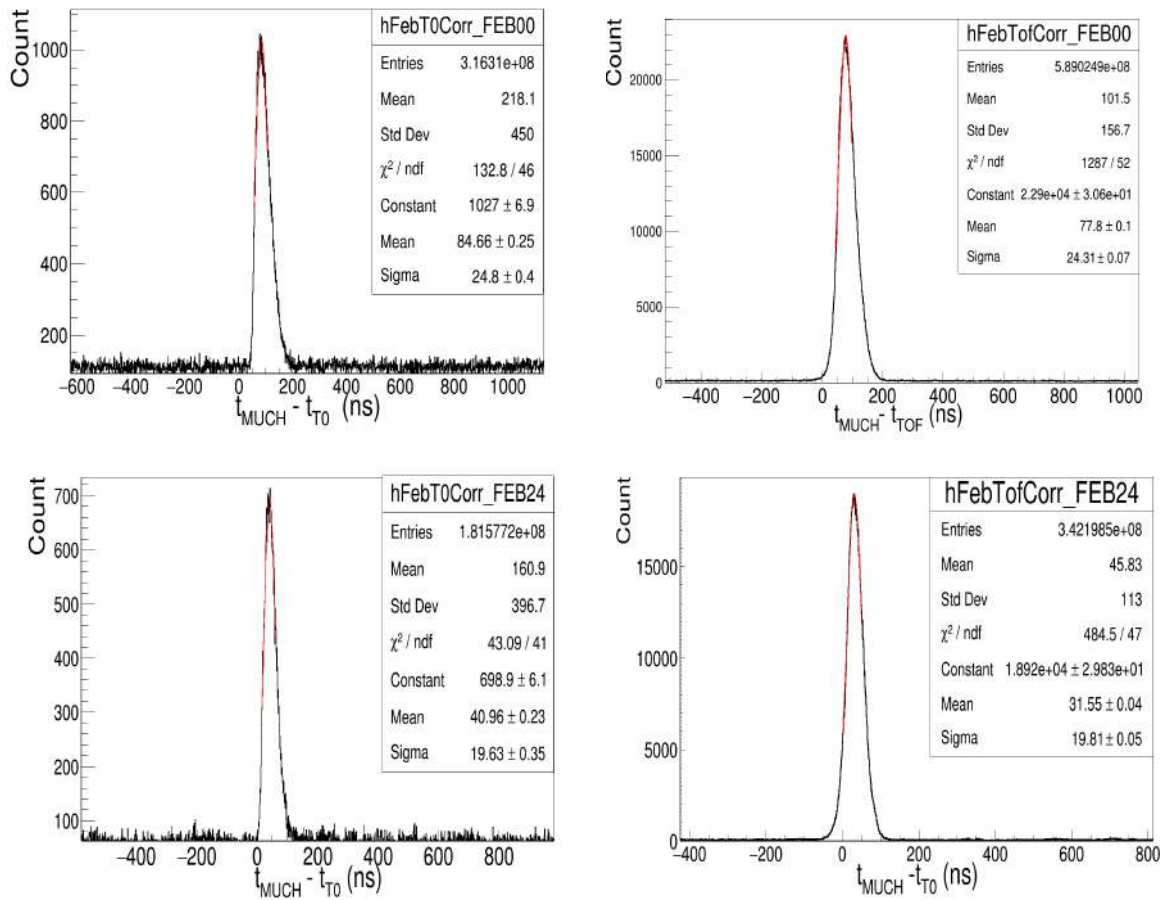 hFebT0Corr_FEB00
Entries 3.1631e+08
Mean 218.1
Std Dev 450
χ² / ndf 132.8 / 46
Constant 1027 ± 6.9
Mean 84.66 ± 0.25
Sigma 24.8 ± 0.4
Count
1000
800
600
400
200
−600 −400 −200 0 200 400 600 800 1000
t_MUCH - t_T0 (ns)
hFebTofCorr_FEB00
Entries 5.890249e+08
Mean 101.5
Std Dev 156.7
χ² / ndf 1287 / 52
Constant 2.29e+04 ± 3.06e+01
Mean 77.8 ± 0.1
Sigma 24.31 ± 0.07
Count
20000
15000
10000
5000
0
−400 −200 0 200 400 600 800 1000
t_MUCH - t_TOF (ns)
hFebT0Corr_FEB24
Entries 1.815772e+08
Mean 160.9
Std Dev 396.7
χ² / ndf 43.09 / 41
Constant 698.9 ± 6.1
Mean 40.96 ± 0.23
Sigma 19.63 ± 0.35
Count
700
600
500
400
300
200
100
−400 −200 0 200 400 600 800
t_MUCH - t_T0 (ns)
hFebTofCorr_FEB24
Entries 3.421985e+08
Mean 45.83
Std Dev 113
χ² / ndf 484.5 / 47
Constant 1.892e+04 ± 2.983e+01
Mean 31.55 ± 0.04
Sigma 19.81 ± 0.05
Count
15000
10000
5000
0
−400 −200 0 200 400 600 800
t_MUCH - t_T0 (ns)